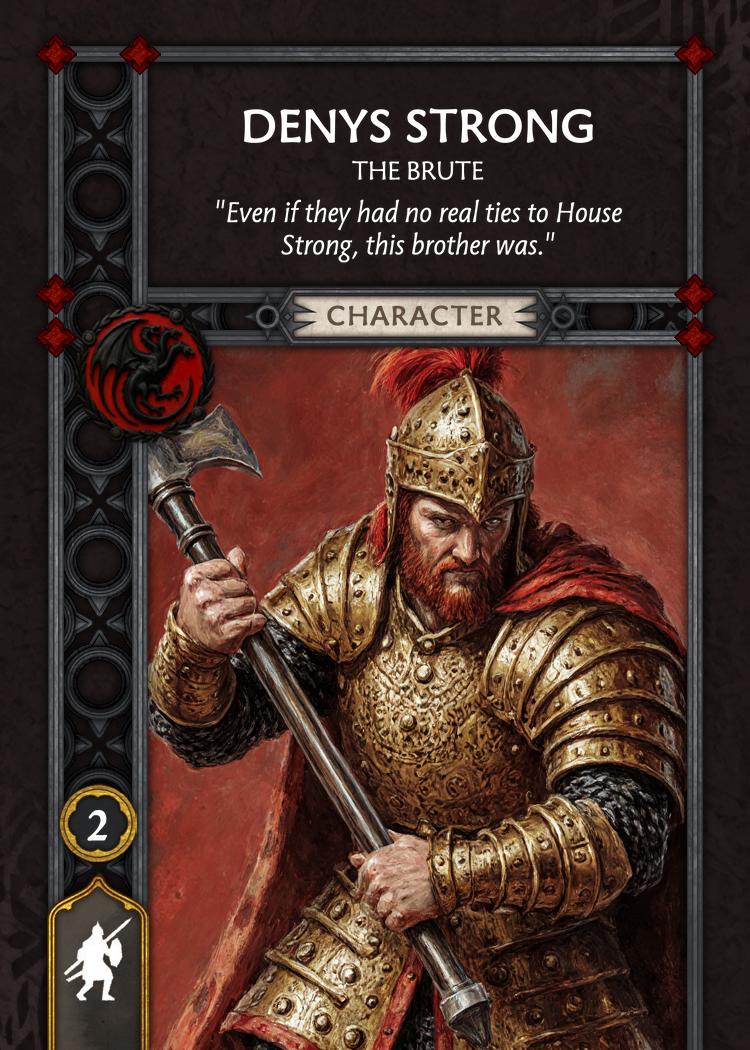 DENYS STRONG
THE BRUTE
"Even if they had no real ties to House
Strong, this brother was."
CHARACTER
2